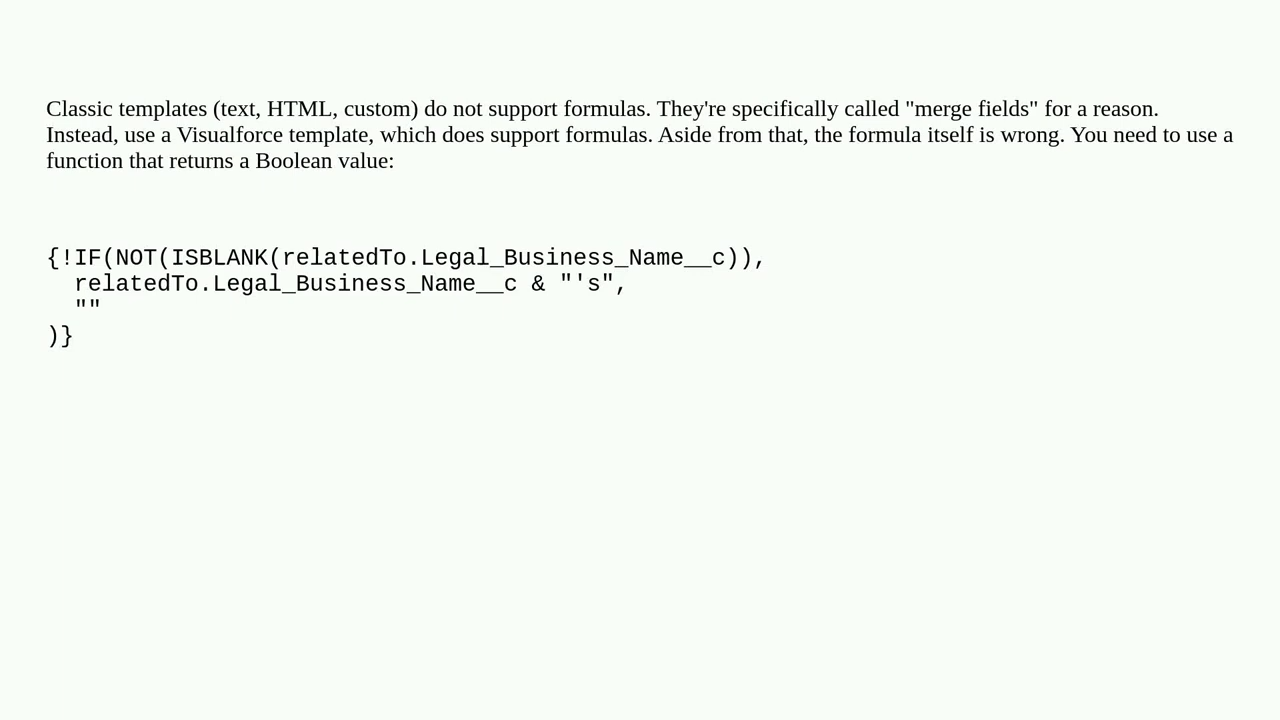 Classic templates (text, HTML, custom) do not support formulas. They're specifically called "merge fields" for a reason.
Instead, use a Visualforce template, which does support formulas. Aside from that, the formula itself is wrong. You need to use a
function that returns a Boolean value:
{!IF(NOT(ISBLANK(relatedTo.Legal_Business_Name__c)),
  relatedTo.Legal_Business_Name__c & "'s",
  ""
)}